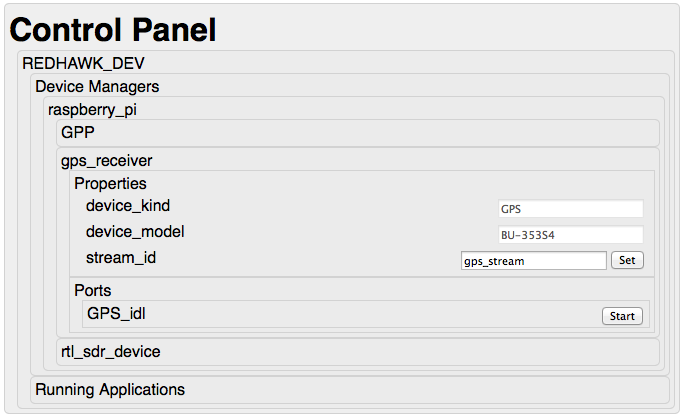 Control Panel
REDHAWK_DEV
Device Managers
raspberry_pi
GPP
gps_receiver
Properties
device_kind GPS
device_model BU-353S4
stream_id gps_stream Set
Ports
GPS_idl Start
rtl_sdr_device
Running Applications